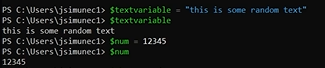 PS C:\Users\jsimunec1> $textvariable = "this is some random text"
PS C:\Users\jsimunec1> $textvariable
this is some random text
PS C:\Users\jsimunec1> $num = 12345
PS C:\Users\jsimunec1> $num
12345